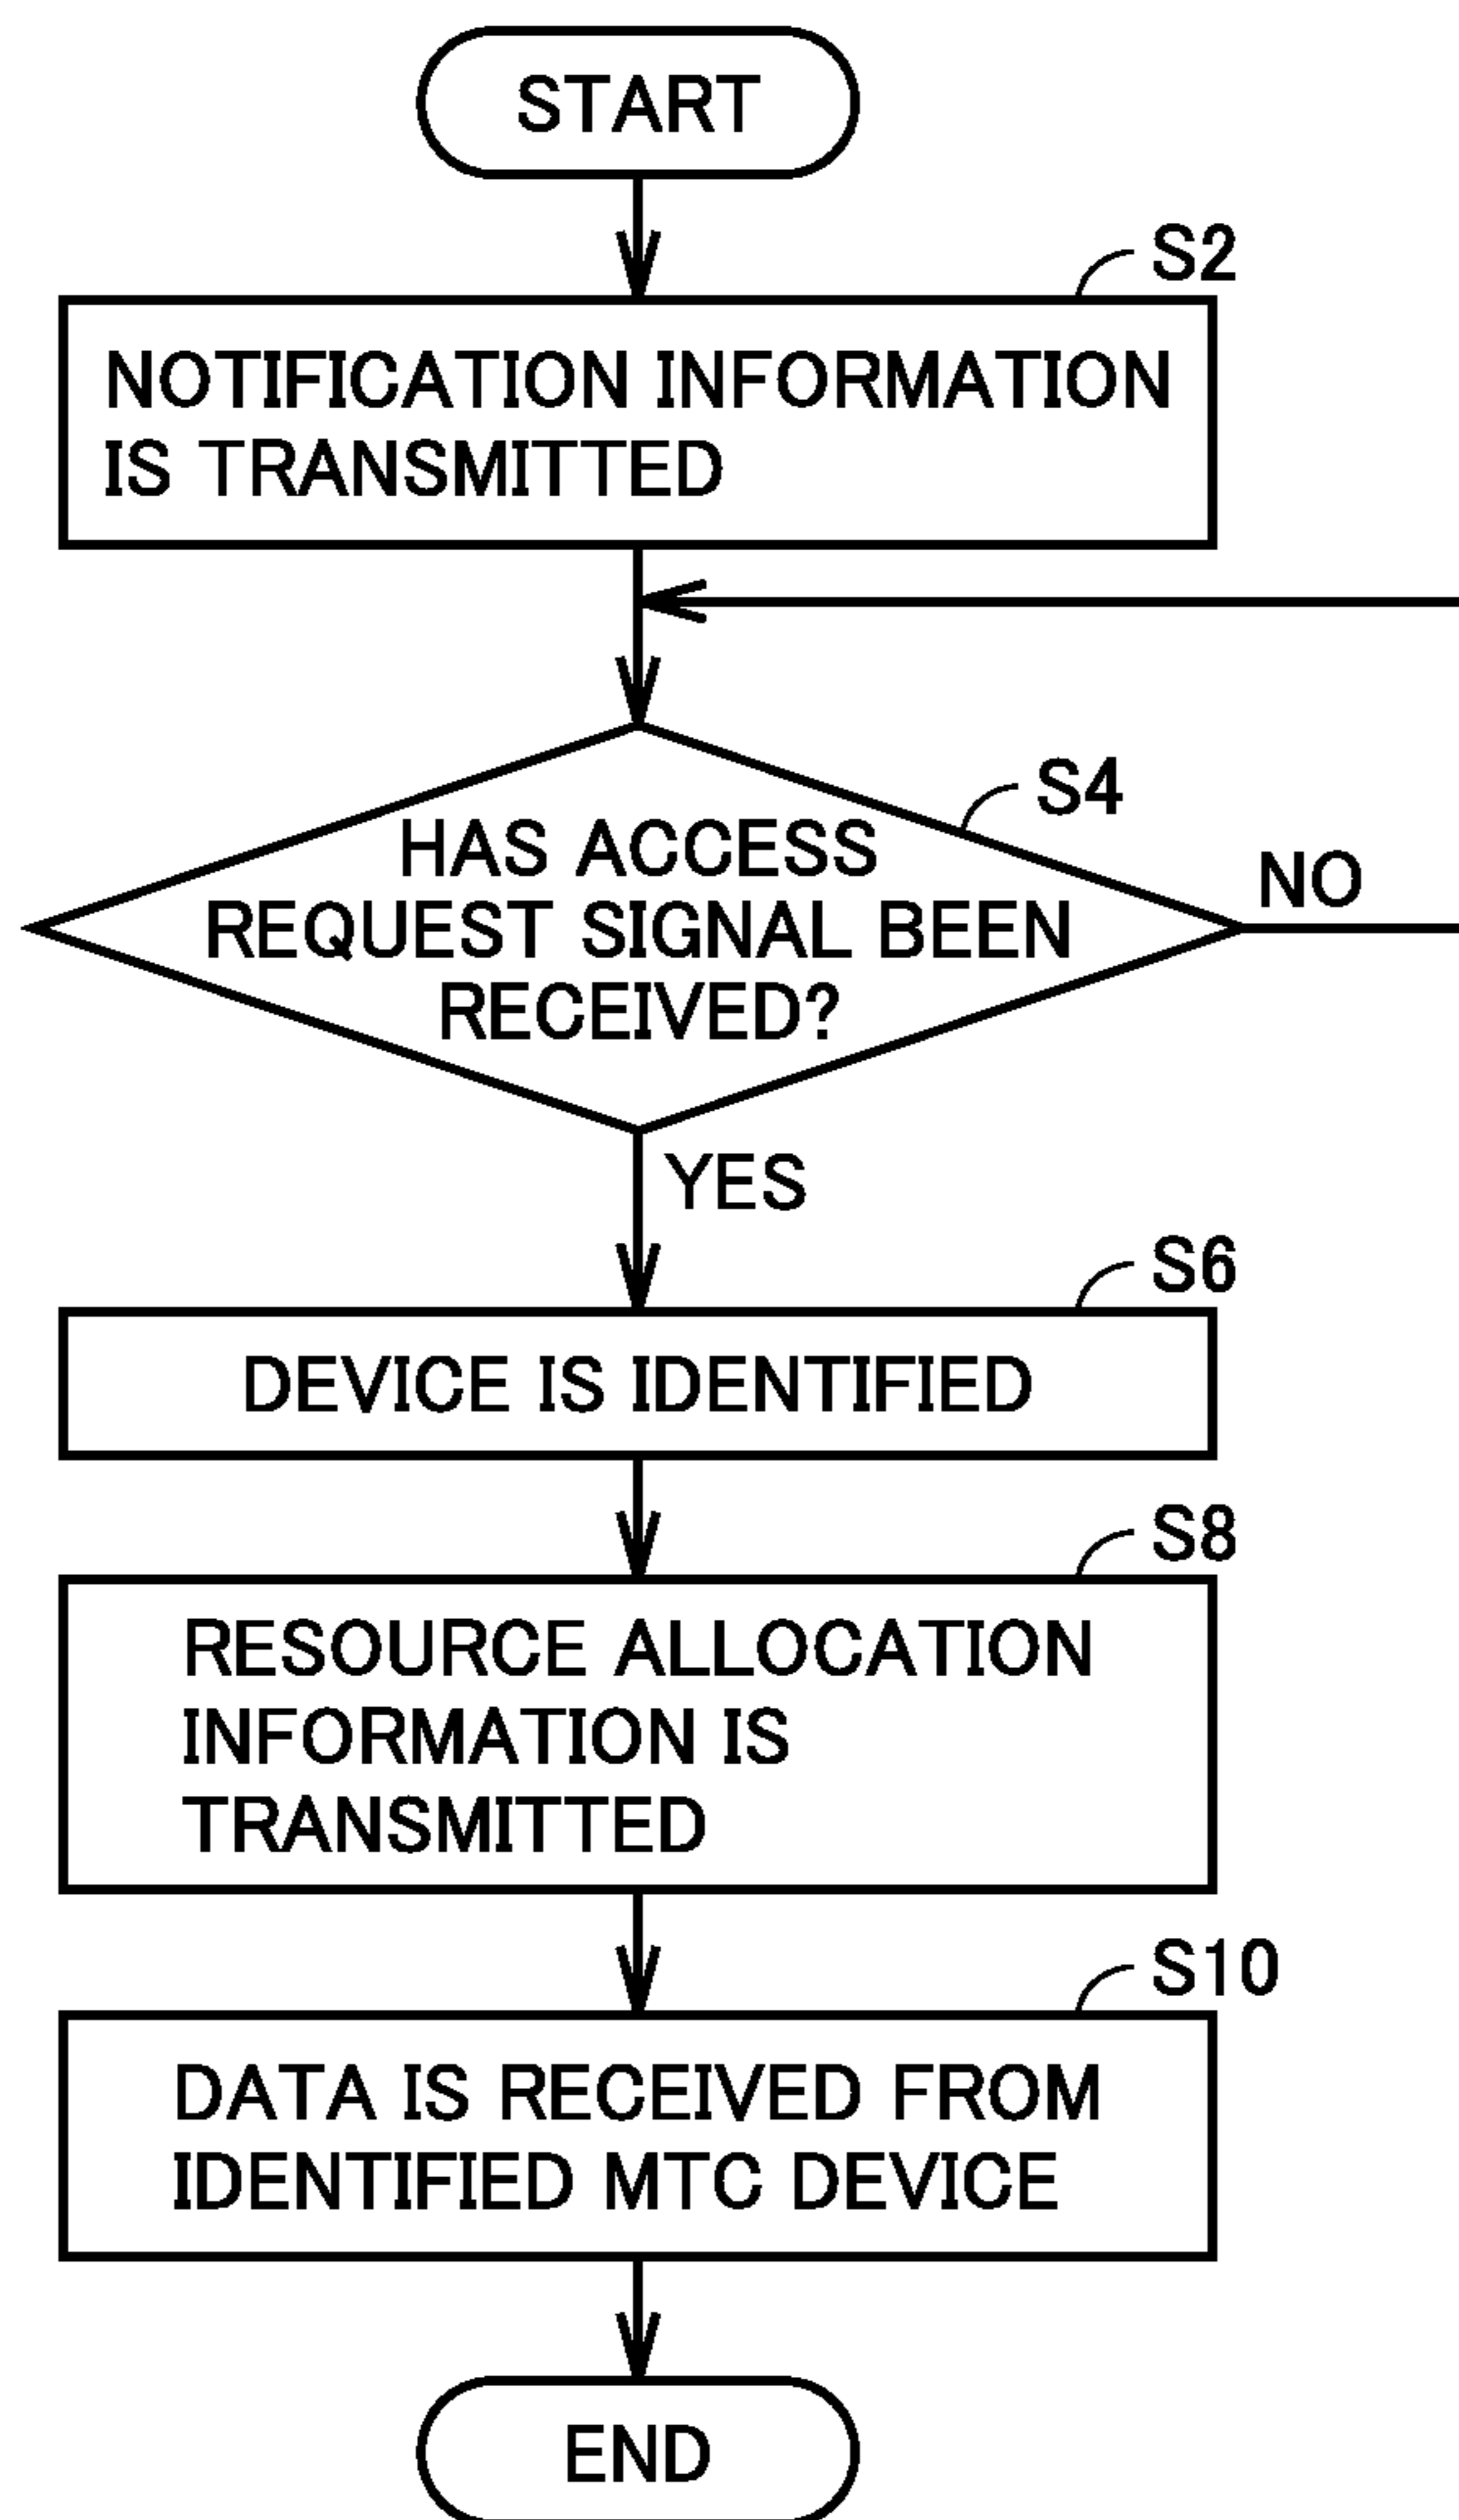 START
S2
NOTIFICATION INFORMATION
IS TRANSMITTED
S4
HAS ACCESS
REQUEST SIGNAL BEEN
RECEIVED?
NO
YES
S6
DEVICE IS IDENTIFIED
S8
RESOURCE ALLOCATION
INFORMATION IS
TRANSMITTED
S10
DATA IS RECEIVED FROM
IDENTIFIED MTC DEVICE
END